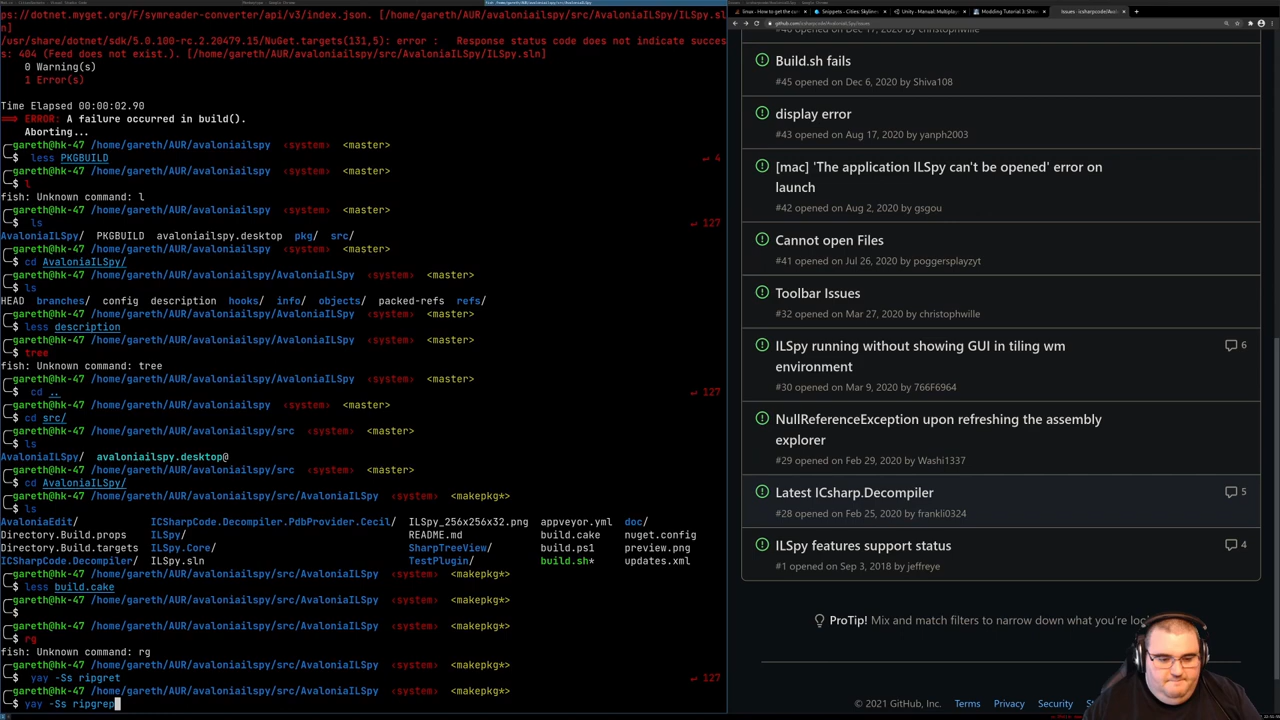 ps://dotnet.myget.org/F/symreader-converter/api/v3/index.json. [/home/gareth/AUR/avaloniailspy/src/AvaloniaILSpy/ILSpy.sln
]
/usr/share/dotnet/sdk/5.0.100-rc.2.20479.15/NuGet.targets(131,5): error :   Response status code does not indicate succes
s: 404 (Feed does not exist.). [/home/gareth/AUR/avaloniailspy/src/AvaloniaILSpy/ILSpy.sln]
0 Warning(s)
1 Error(s)
Time Elapsed 00:00:02.90
==> ERROR: A failure occurred in build().
Aborting...
gareth@hk-47 /home/gareth/AUR/avaloniailspy ‹system› <master>
$ less PKGBUILD ↵ 4
gareth@hk-47 /home/gareth/AUR/avaloniailspy ‹system› <master>
$ l
fish: Unknown command: l
gareth@hk-47 /home/gareth/AUR/avaloniailspy ‹system› <master>
$ ls ↵ 127
AvaloniaILSpy/ PKGBUILD avaloniailspy.desktop pkg/ src/
gareth@hk-47 /home/gareth/AUR/avaloniailspy ‹system› <master>
$ cd AvaloniaILSpy/
gareth@hk-47 /home/gareth/AUR/avaloniailspy/AvaloniaILSpy ‹system› <master>
$ ls
HEAD branches/ config description hooks/ info/ objects/ packed-refs refs/
gareth@hk-47 /home/gareth/AUR/avaloniailspy/AvaloniaILSpy ‹system› <master>
$ less description
gareth@hk-47 /home/gareth/AUR/avaloniailspy/AvaloniaILSpy ‹system› <master>
$ tree
fish: Unknown command: tree
gareth@hk-47 /home/gareth/AUR/avaloniailspy/AvaloniaILSpy ‹system› <master>
$ cd .. ↵ 127
gareth@hk-47 /home/gareth/AUR/avaloniailspy ‹system› <master>
$ cd src/
gareth@hk-47 /home/gareth/AUR/avaloniailspy/src ‹system› <master>
$ ls
AvaloniaILSpy/ avaloniailspy.desktop@
gareth@hk-47 /home/gareth/AUR/avaloniailspy/src ‹system› <master>
$ cd AvaloniaILSpy/
gareth@hk-47 /home/gareth/AUR/avaloniailspy/src/AvaloniaILSpy ‹system› <makepkg*>
$ ls
AvaloniaEdit/ ICSharpCode.Decompiler.PdbProvider.Cecil/ ILSpy_256x256x32.png appveyor.yml doc/
Directory.Build.props ILSpy/ README.md build.cake nuget.config
Directory.Build.targets ILSpy.Core/ SharpTreeView/ build.ps1 preview.png
ICSharpCode.Decompiler/ ILSpy.sln TestPlugin/ build.sh* updates.xml
gareth@hk-47 /home/gareth/AUR/avaloniailspy/src/AvaloniaILSpy ‹system› <makepkg*>
$ less build.cake
gareth@hk-47 /home/gareth/AUR/avaloniailspy/src/AvaloniaILSpy ‹system› <makepkg*>
$
gareth@hk-47 /home/gareth/AUR/avaloniailspy/src/AvaloniaILSpy ‹system› <makepkg*>
$ rg
fish: Unknown command: rg
gareth@hk-47 /home/gareth/AUR/avaloniailspy/src/AvaloniaILSpy ‹system› <makepkg*>
$ yay -Ss ripgret ↵ 127
gareth@hk-47 /home/gareth/AUR/avaloniailspy/src/AvaloniaILSpy ‹system› <makepkg*>
$ yay -Ss ripgrep
Snippets - Cities: Skylin
Unity - Manual: Multiplay
Modding Tutorial 3: Show
github.com/icsharpcode/AvaloniaILSpy/issues
Build.sh fails
#45 opened on Dec 6, 2020 by Shiva108
display error
#43 opened on Aug 17, 2020 by yanph2003
[mac] 'The application ILSpy can't be opened' error on
launch
#42 opened on Aug 2, 2020 by gsgou
Cannot open Files
#41 opened on Jul 26, 2020 by poggersplayzyt
Toolbar Issues
#32 opened on Mar 27, 2020 by christophwille
ILSpy running without showing GUI in tiling wm 6
environment
#30 opened on Mar 9, 2020 by 766F6964
NullReferenceException upon refreshing the assembly
explorer
#29 opened on Feb 29, 2020 by Washi1337
Latest ICsharp.Decompiler 5
#28 opened on Feb 25, 2020 by frankli0324
ILSpy features support status 4
#1 opened on Sep 3, 2018 by jeffreye
ProTip! Mix and match filters to narrow down what you're
© 2021 GitHub, Inc. Terms Privacy Security